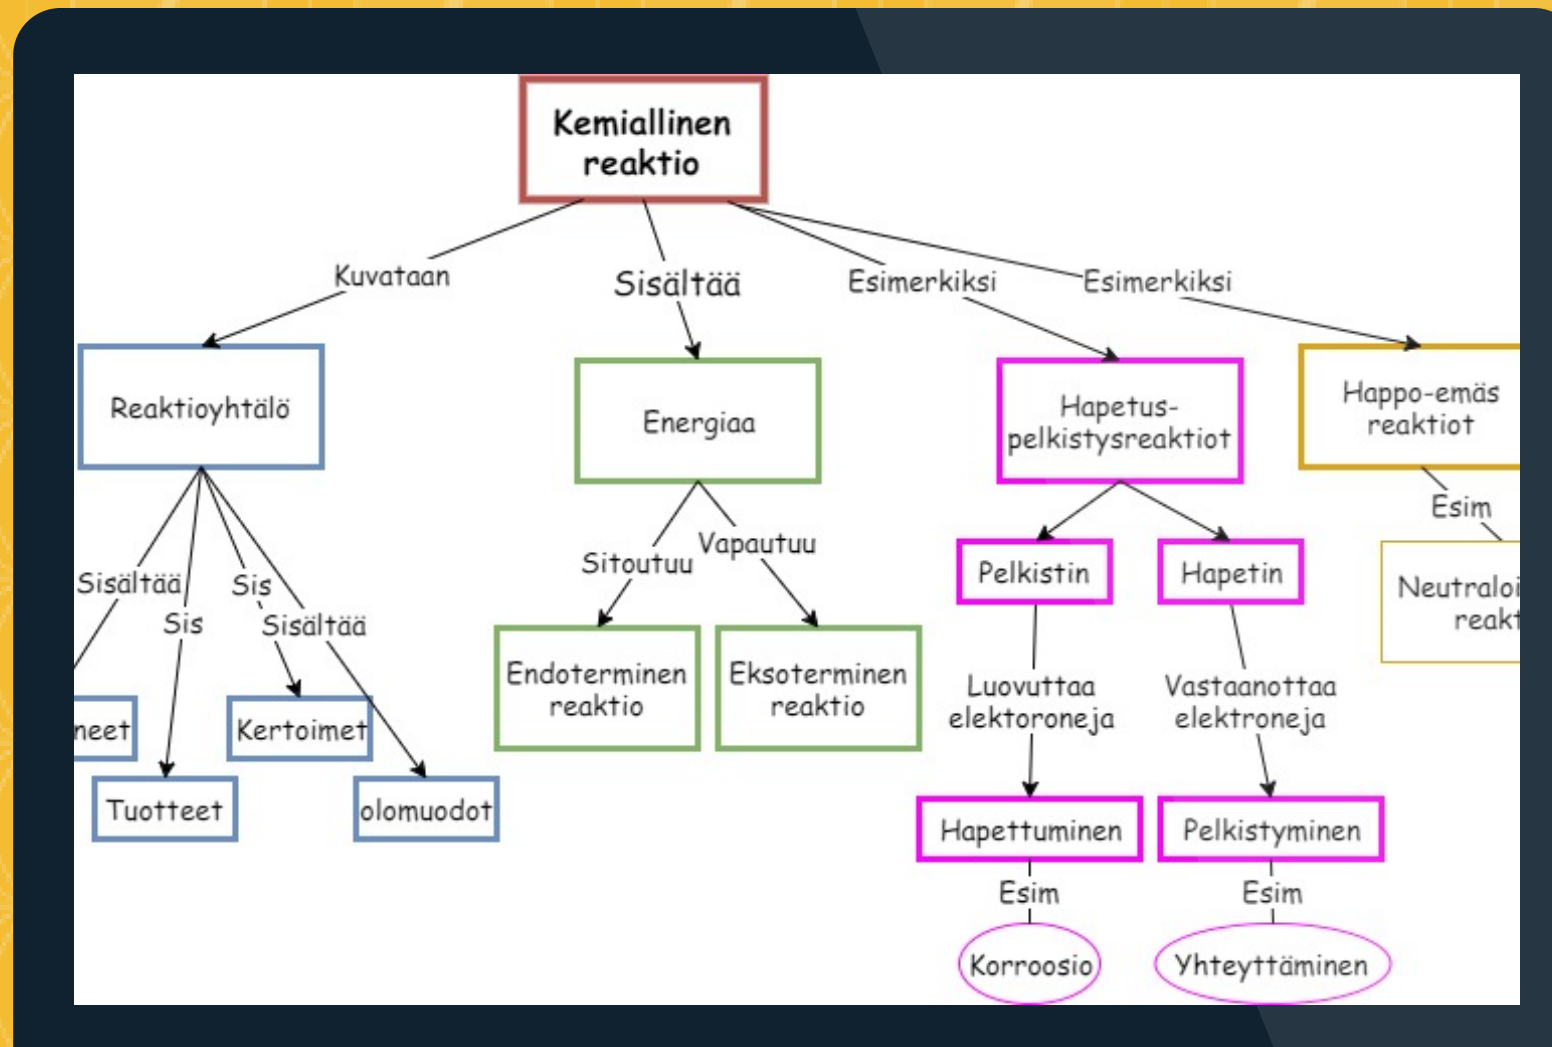 Kemiallinen
reaktio
Kuvataan
Sisältää
Esimerkiksi
Esimerkiksi
Reaktioyhtälö
Energiaa
Hapetus-
pelkistysreaktiot
Happo-emäs
reaktiot
Sisältää
Sis
Sis
Sisältää
Sitoutuu
Vapautuu
Esim
Pelkistin
Hapetin
Endoterminen
reaktio
Eksoterminen
reaktio
Luovuttaa
elektoroneja
Vastaanottaa
elektroneja
Kertoimet
Tuotteet
olomuodot
Hapettuminen
Pelkistyminen
Esim
Esim
Korroosio
Yhteyttäminen